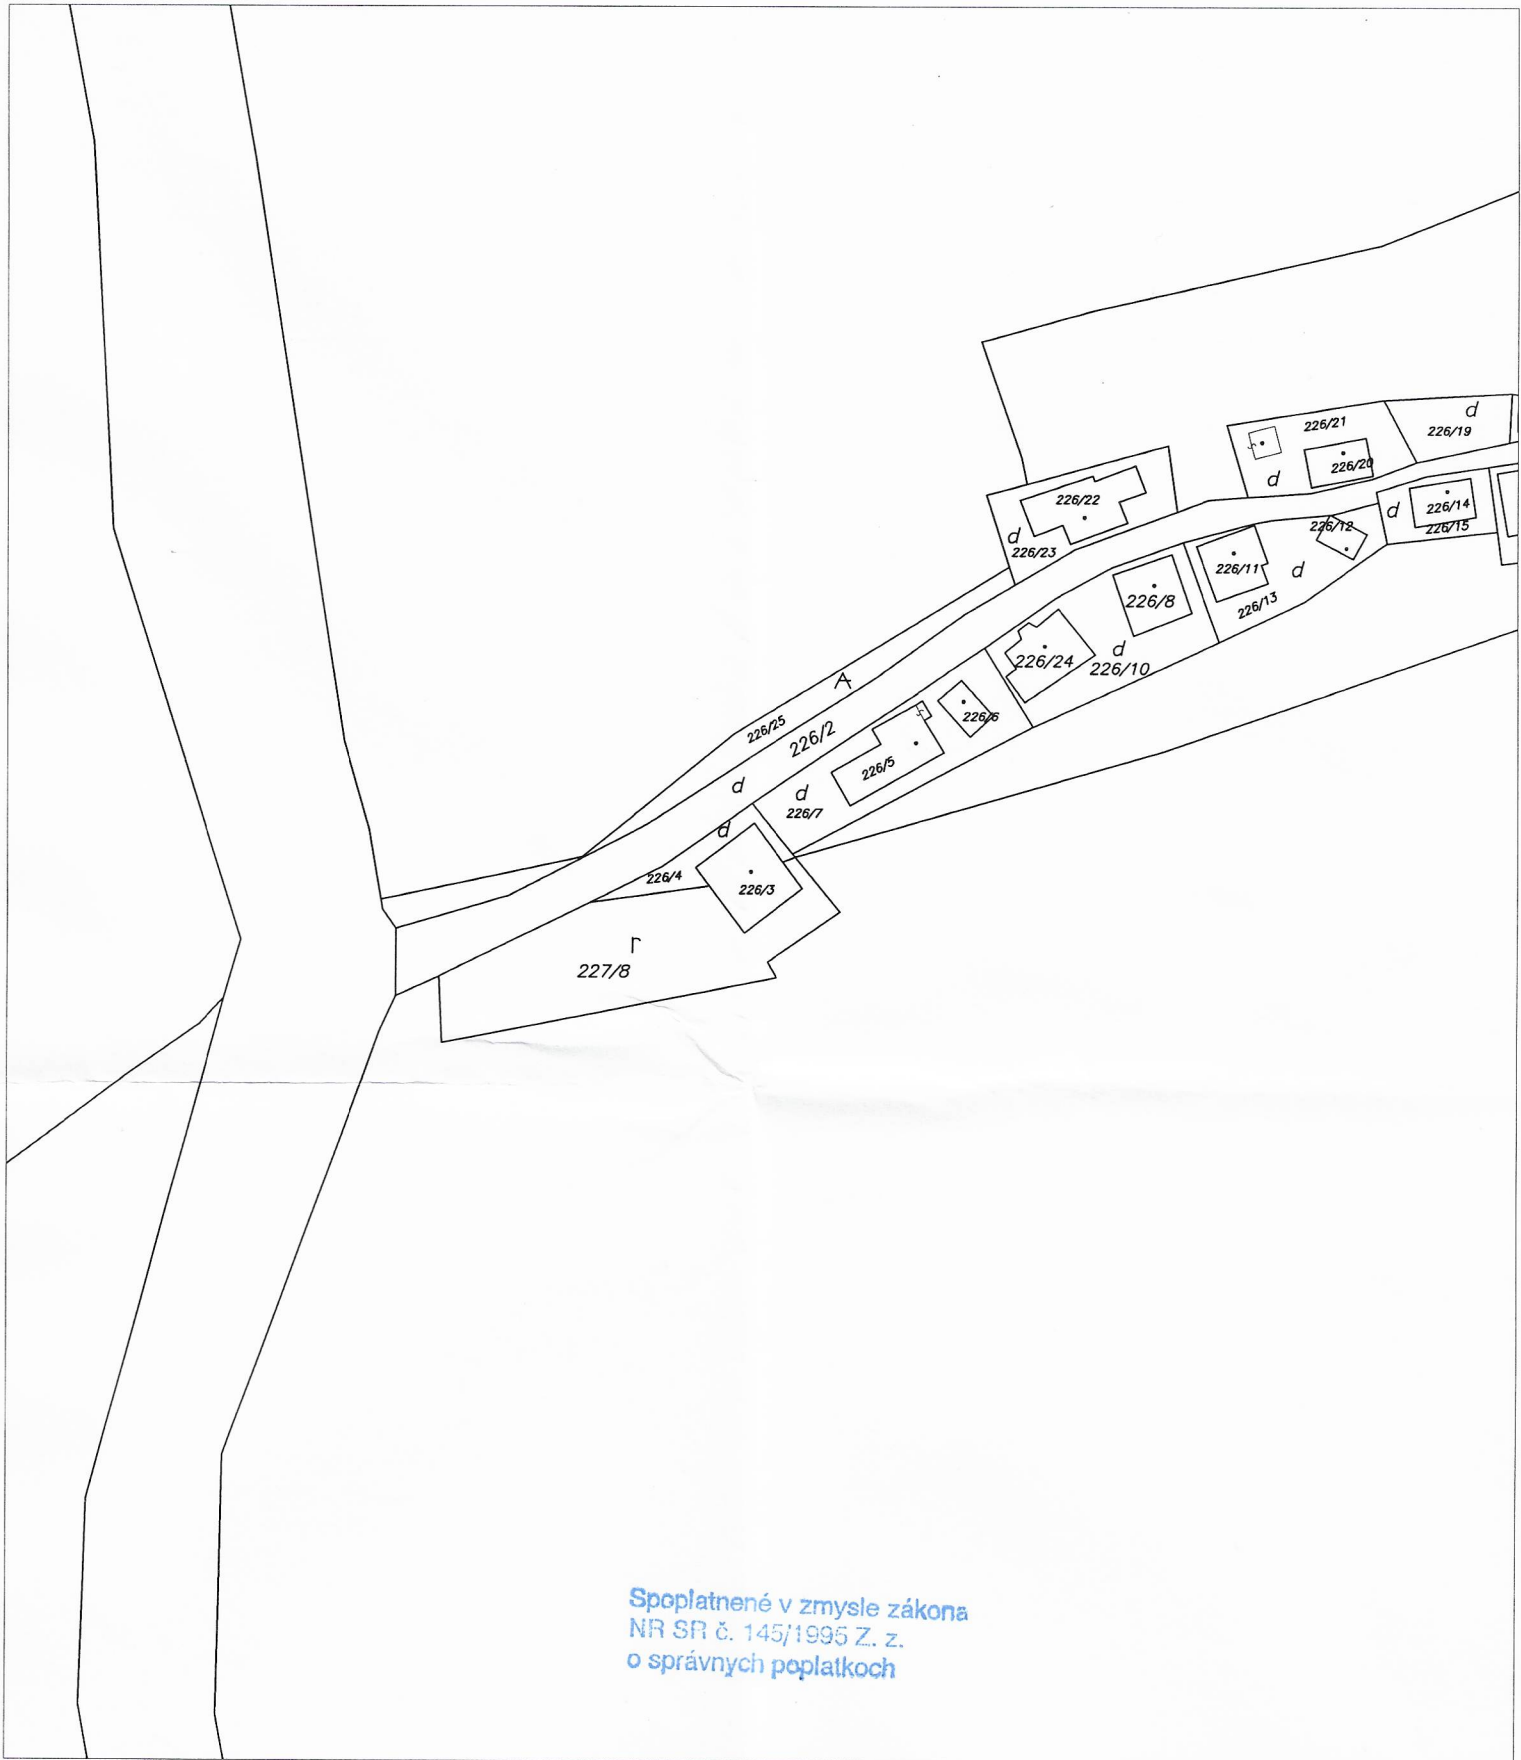 d
226/21
226/19
226/20
d
226/22
226/14
d
226/15
226/12
d
226/23
226/11
d
226/8
226/13
d
226/24
226/10
A
226/25
226/2
226/6
226/5
d
d
226/7
d
226/4
226/3
r
227/8
Spoplatnené v zmysle zákona
NR SR č. 145/1995 Z. z.
o správnych poplatkoch